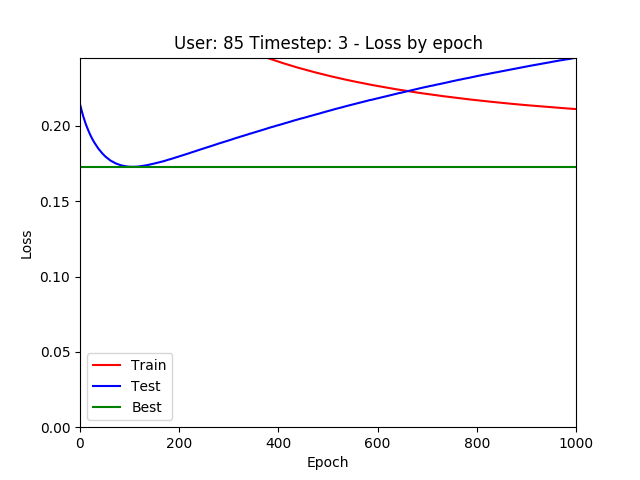 User: 85 Timestep: 3 - Loss by epoch
Loss
0.20
0.15
0.10
0.05
0.00
Train
Test
Best
0 200 400 600 800 1000
Epoch